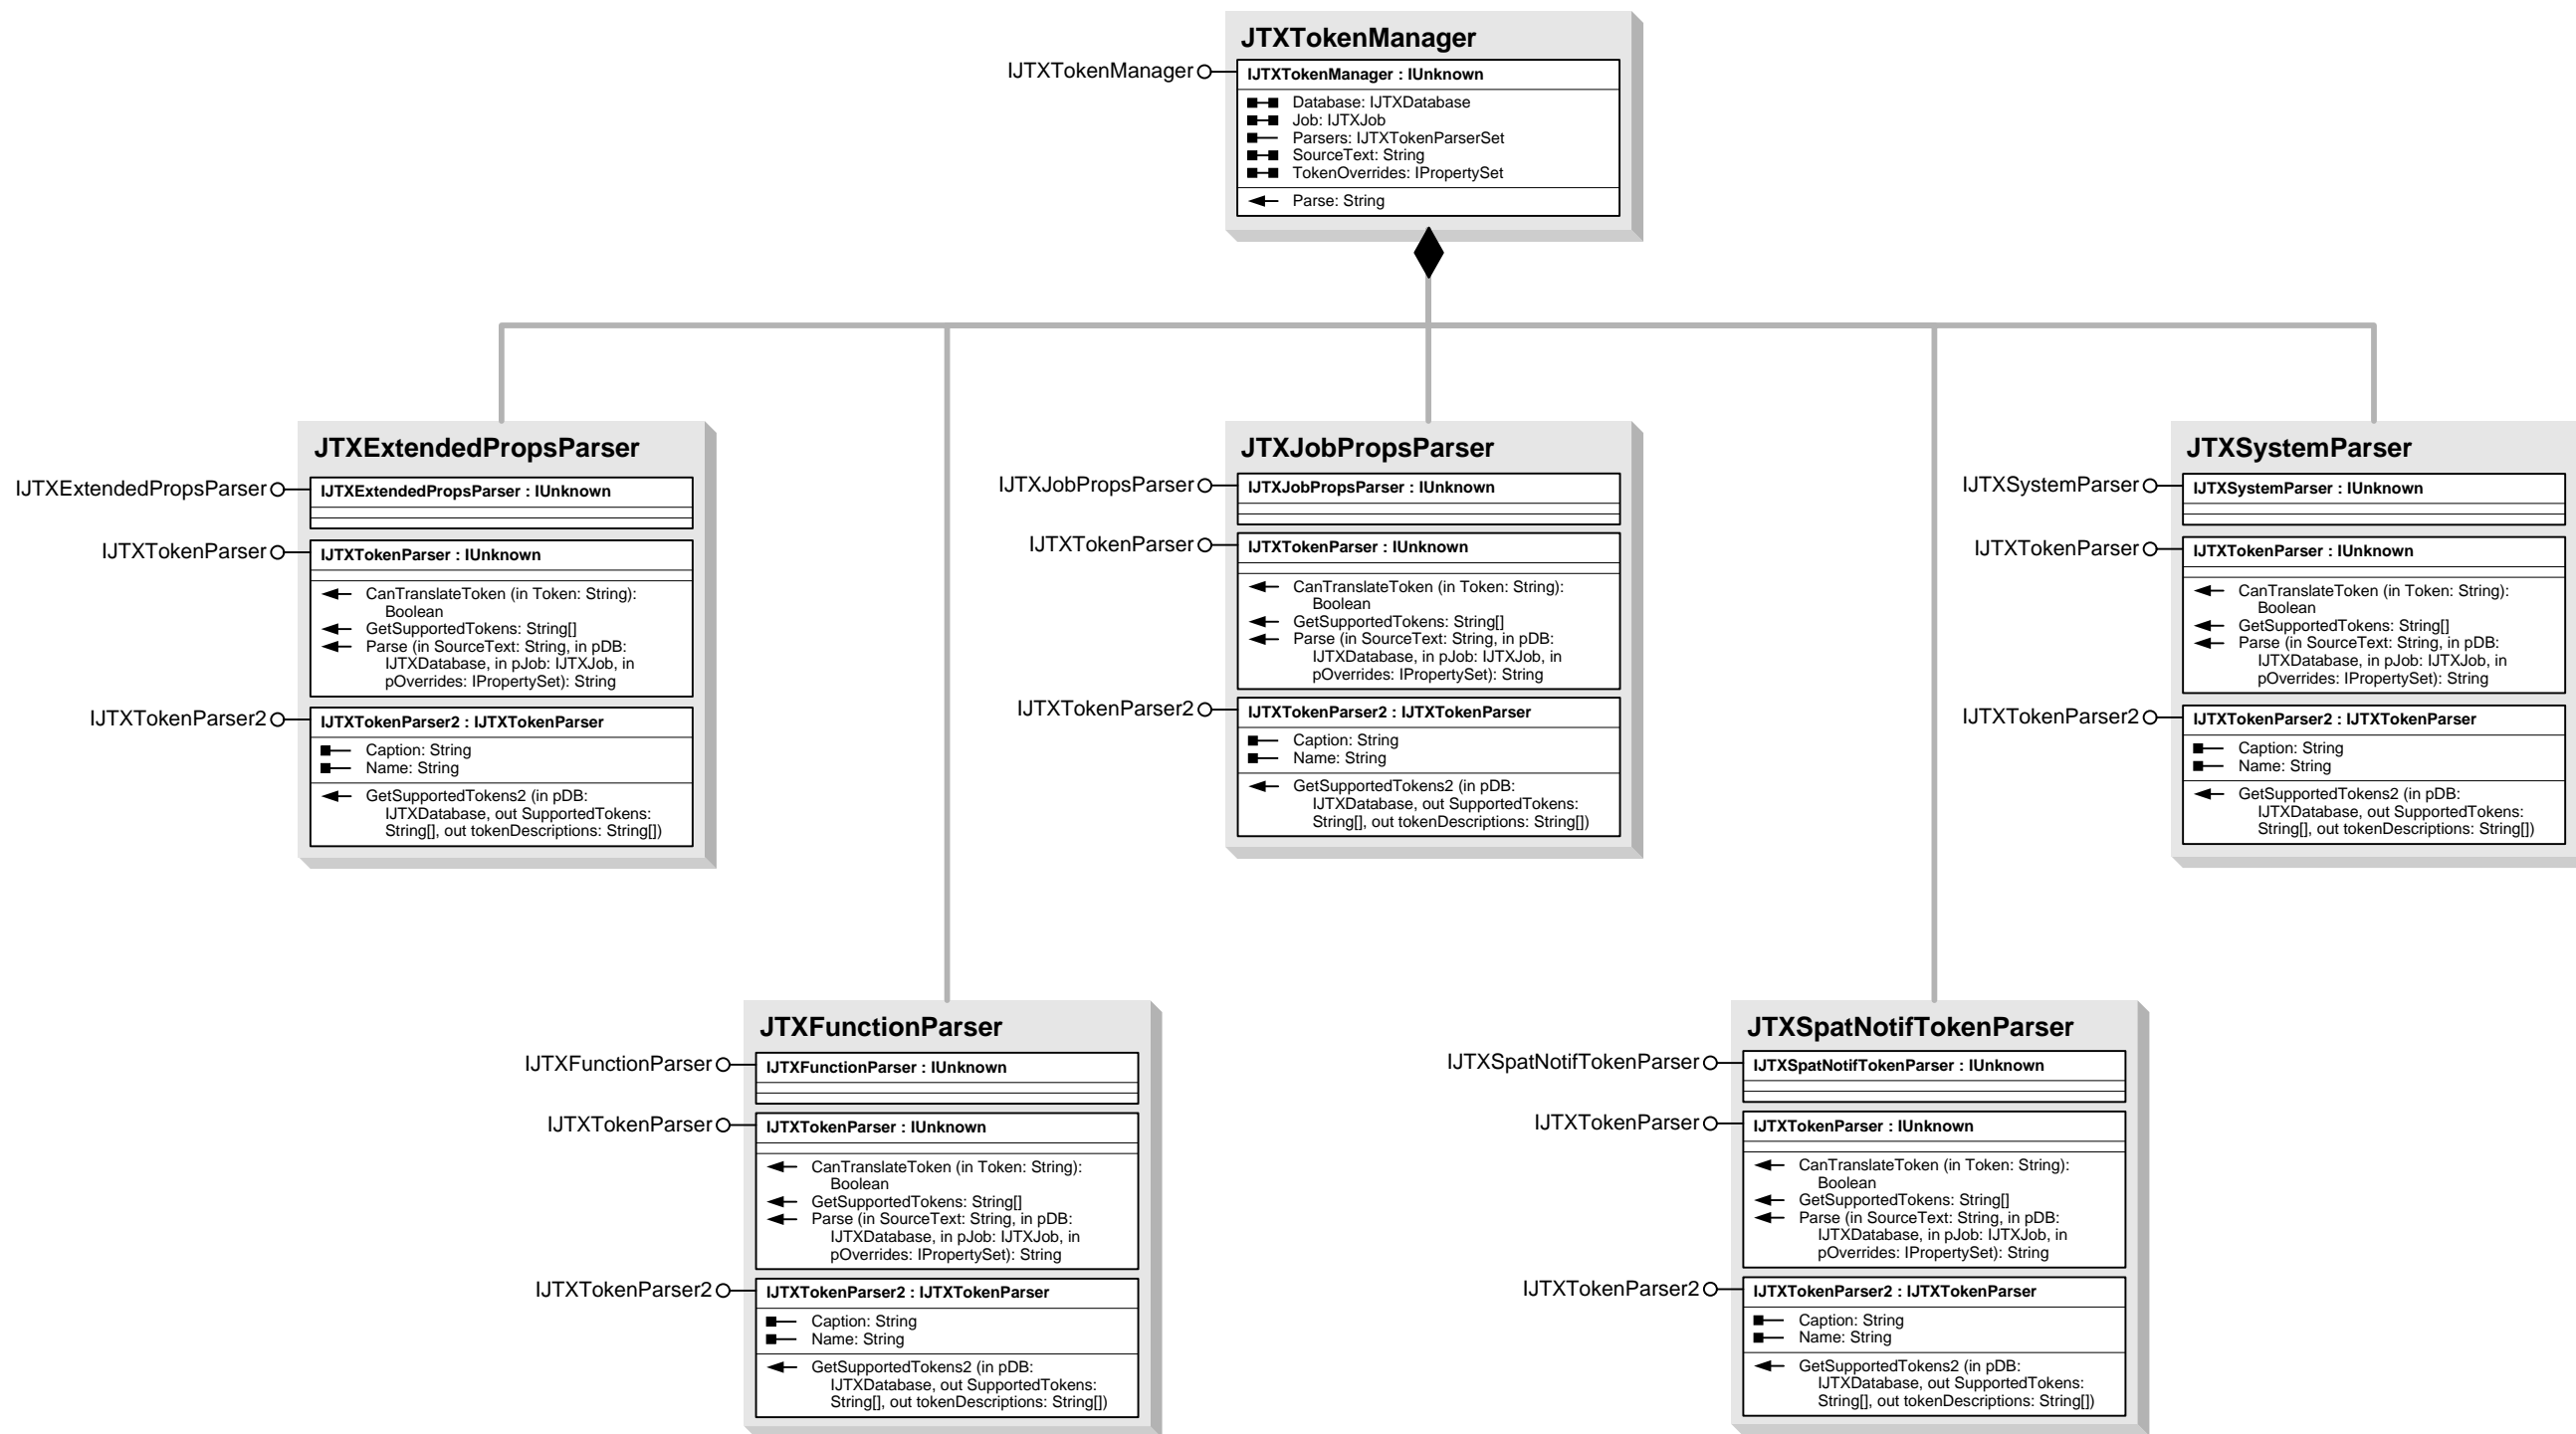 JTXTokenManager
IJTXTokenManager
IJTXTokenManager : IUnknown
Database: IJTXDatabase
Job: IJTXJob
Parsers: IJTXTokenParserSet
SourceText: String
TokenOverrides: IPropertySet
Parse: String
JTXExtendedPropsParser
IJTXExtendedPropsParser
IJTXExtendedPropsParser : IUnknown
IJTXTokenParser
IJTXTokenParser : IUnknown
CanTranslateToken (in Token: String):
Boolean
GetSupportedTokens: String[]
Parse (in SourceText: String, in pDB:
IJTXDatabase, in pJob: IJTXJob, in
pOverrides: IPropertySet): String
IJTXTokenParser2
IJTXTokenParser2 : IJTXTokenParser
Caption: String
Name: String
GetSupportedTokens2 (in pDB:
IJTXDatabase, out SupportedTokens:
String[], out tokenDescriptions: String[])
JTXJobPropsParser
IJTXJobPropsParser
IJTXJobPropsParser : IUnknown
IJTXTokenParser
IJTXTokenParser : IUnknown
CanTranslateToken (in Token: String):
Boolean
GetSupportedTokens: String[]
Parse (in SourceText: String, in pDB:
IJTXDatabase, in pJob: IJTXJob, in
pOverrides: IPropertySet): String
IJTXTokenParser2
IJTXTokenParser2 : IJTXTokenParser
Caption: String
Name: String
GetSupportedTokens2 (in pDB:
IJTXDatabase, out SupportedTokens:
String[], out tokenDescriptions: String[])
JTXSystemParser
IJTXSystemParser
IJTXSystemParser : IUnknown
IJTXTokenParser
IJTXTokenParser : IUnknown
CanTranslateToken (in Token: String):
Boolean
GetSupportedTokens: String[]
Parse (in SourceText: String, in pDB:
IJTXDatabase, in pJob: IJTXJob, in
pOverrides: IPropertySet): String
IJTXTokenParser2
IJTXTokenParser2 : IJTXTokenParser
Caption: String
Name: String
GetSupportedTokens2 (in pDB:
IJTXDatabase, out SupportedTokens:
String[], out tokenDescriptions: String[])
JTXFunctionParser
IJTXFunctionParser
IJTXFunctionParser : IUnknown
IJTXTokenParser
IJTXTokenParser : IUnknown
CanTranslateToken (in Token: String):
Boolean
GetSupportedTokens: String[]
Parse (in SourceText: String, in pDB:
IJTXDatabase, in pJob: IJTXJob, in
pOverrides: IPropertySet): String
IJTXTokenParser2
IJTXTokenParser2 : IJTXTokenParser
Caption: String
Name: String
GetSupportedTokens2 (in pDB:
IJTXDatabase, out SupportedTokens:
String[], out tokenDescriptions: String[])
JTXSpatNotifTokenParser
IJTXSpatNotifTokenParser
IJTXSpatNotifTokenParser : IUnknown
IJTXTokenParser
IJTXTokenParser : IUnknown
CanTranslateToken (in Token: String):
Boolean
GetSupportedTokens: String[]
Parse (in SourceText: String, in pDB:
IJTXDatabase, in pJob: IJTXJob, in
pOverrides: IPropertySet): String
IJTXTokenParser2
IJTXTokenParser2 : IJTXTokenParser
Caption: String
Name: String
GetSupportedTokens2 (in pDB:
IJTXDatabase, out SupportedTokens:
String[], out tokenDescriptions: String[])